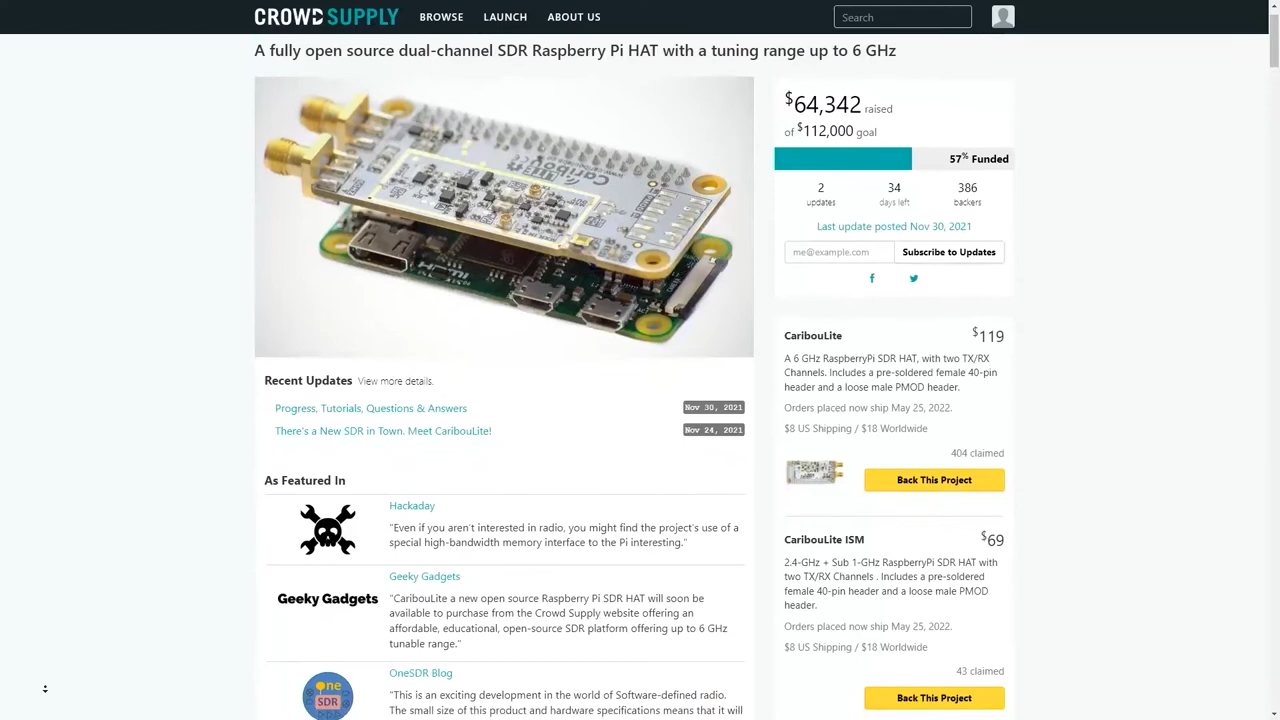 CROWD SUPPLY BROWSE LAUNCH ABOUT US Search
A fully open source dual-channel SDR Raspberry Pi HAT with a tuning range up to 6 GHz
$64,342 raised
of $112,000 goal
57% Funded
2 34 386
updates days left backers
Last update posted Nov 30, 2021
me@example.com Subscribe to Updates
Recent Updates View more details.
Progress, Tutorials, Questions & Answers Nov 30, 2021
There's a New SDR in Town. Meet CaribouLite! Nov 24, 2021
As Featured In
Hackaday
"Even if you aren't interested in radio, you might find the project's use of a
special high-bandwidth memory interface to the Pi interesting."
Geeky Gadgets
Geeky Gadgets
"CaribouLite a new open source Raspberry Pi SDR HAT will soon be
available to purchase from the Crowd Supply website offering an
affordable, educational, open-source SDR platform offering up to 6 GHz
tunable range."
OneSDR Blog
One
SDR
"This is an exciting development in the world of Software-defined radio.
The small size of this product and hardware specifications means that it will
CaribouLite $119
A 6 GHz RaspberryPi SDR HAT, with two TX/RX
Channels. Includes a pre-soldered female 40-pin
header and a loose male PMOD header.
Orders placed now ship May 25, 2022.
$8 US Shipping / $18 Worldwide
404 claimed
Back This Project
CaribouLite ISM $69
2.4-GHz + Sub 1-GHz RaspberryPi SDR HAT with
two TX/RX Channels . Includes a pre-soldered
female 40-pin header and a loose male PMOD
header.
Orders placed now ship May 25, 2022.
$8 US Shipping / $18 Worldwide
43 claimed
Back This Project